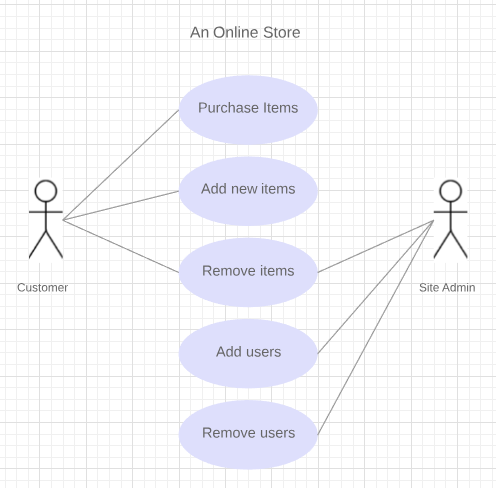 An Online Store
Purchase Items
Add new items
Remove items
Customer
Site Admin
Add users
Remove users